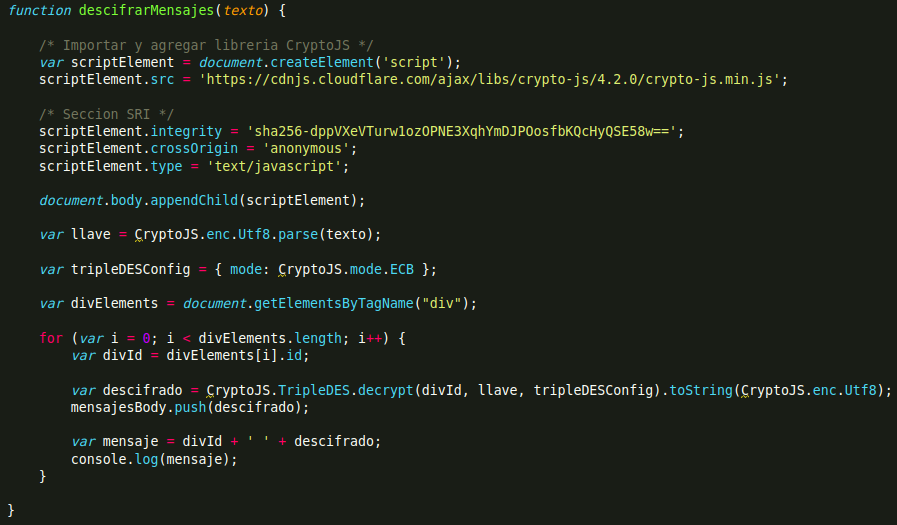 function descifrarMensajes(texto) {
/* Importar y agregar libreria CryptoJS */
var scriptElement = document.createElement('script');
scriptElement.src = 'https://cdnjs.cloudflare.com/ajax/libs/crypto-js/4.2.0/crypto-js.min.js';
/* Seccion SRI */
scriptElement.integrity = 'sha256-dppVXeVTurw1ozOPNE3XqhYmDJPOosfbKQcHyQSE58w==';
scriptElement.crossOrigin = 'anonymous';
scriptElement.type = 'text/javascript';
document.body.appendChild(scriptElement);
var llave = CryptoJS.enc.Utf8.parse(texto);
var tripleDESConfig = { mode: CryptoJS.mode.ECB };
var divElements = document.getElementsByTagName("div");
for (var i = 0; i < divElements.length; i++) {
var divId = divElements[i].id;
var descifrado = CryptoJS.TripleDES.decrypt(divId, llave, tripleDESConfig).toString(CryptoJS.enc.Utf8);
mensajesBody.push(descifrado);
var mensaje = divId + ' ' + descifrado;
console.log(mensaje);
}
}